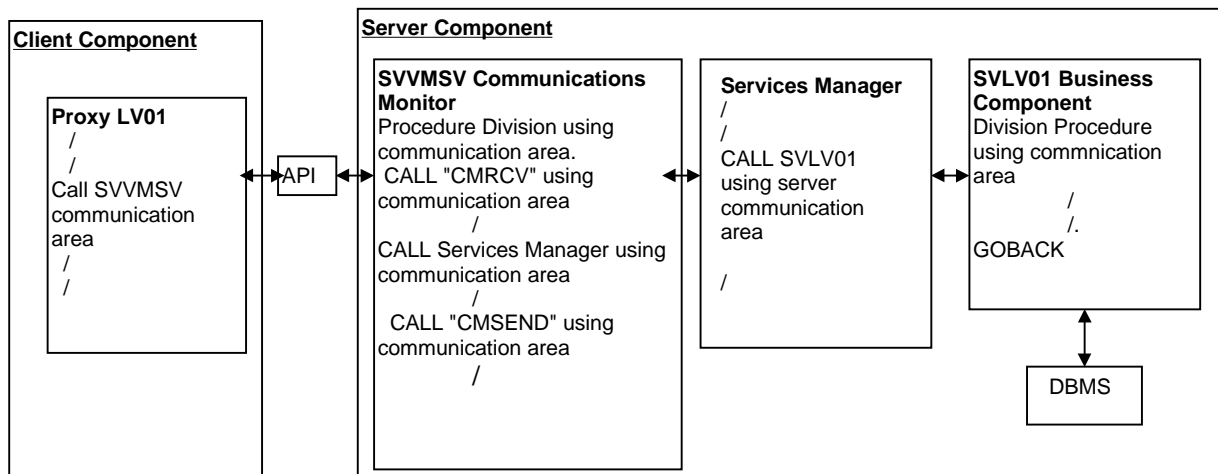 Client Component
Proxy LV01
/
/
Call SVVMSV
communication
area
/
/
API
Server Component
SVVMSV Communications
Monitor
Procedure Division using
communication area.
CALL "CMRCV" using
communication area
/
CALL Services Manager using
communication area
/
CALL "CMSEND" using
communication area
/
Services Manager
/
/
CALL SVLV01
using server
communication
area
/
SVLV01 Business
Component
Division Procedure
using commnication
area
/
/.
GOBACK
DBMS